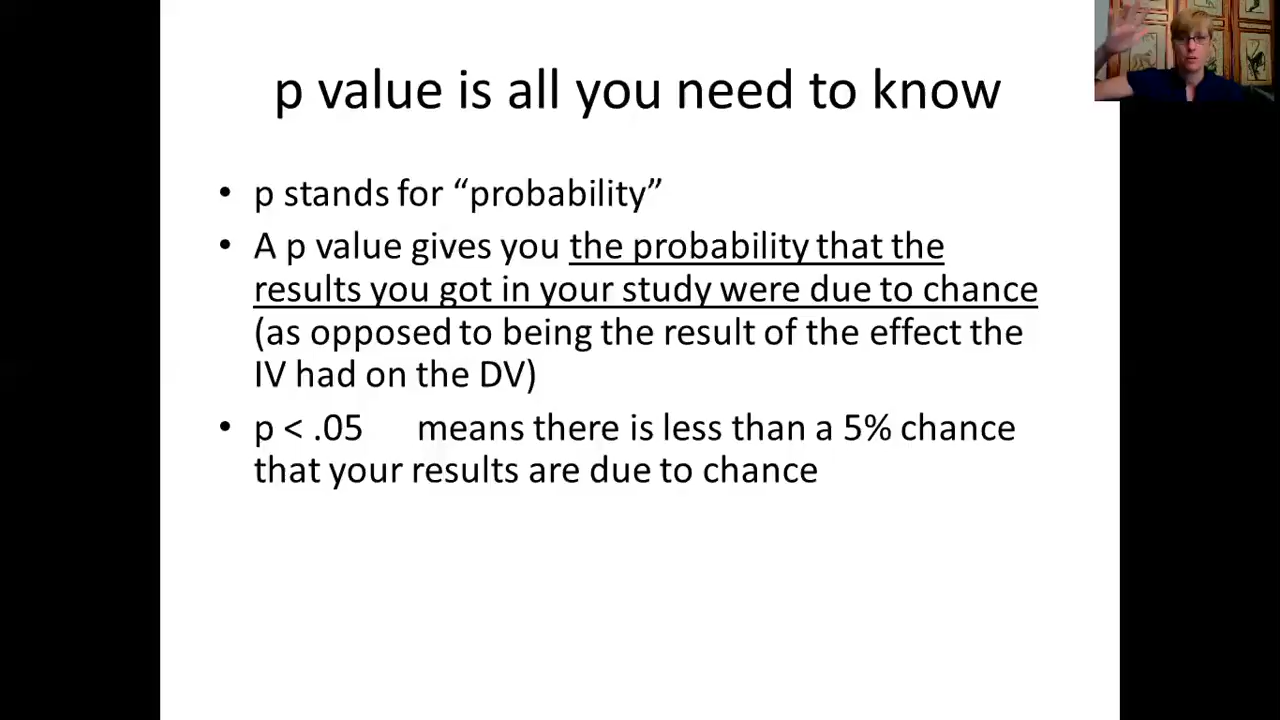 p value is all you need to know
• p stands for “probability”
• A p value gives you the probability that the
results you got in your study were due to chance
(as opposed to being the result of the effect the
IV had on the DV)
• p < .05 means there is less than a 5% chance
that your results are due to chance